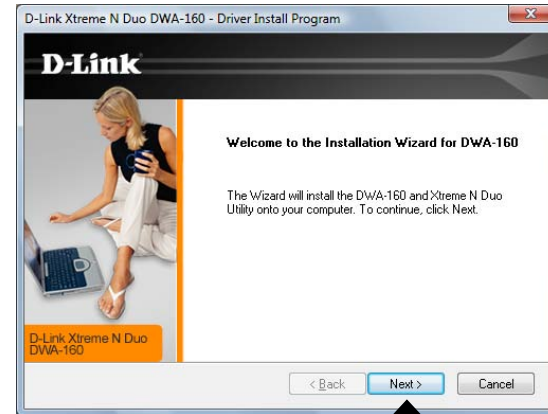 D-Link Xtreme N Duo DWA-160 - Driver Install Program
D-Link
Welcome to the Installation Wizard for DWA-160
The Wizard will install the DWA-160 and Xtreme N Duo
Utility onto your computer. To continue, click Next.
D-Link Xtreme N Duo
DWA-160
< Back
Next >
Cancel